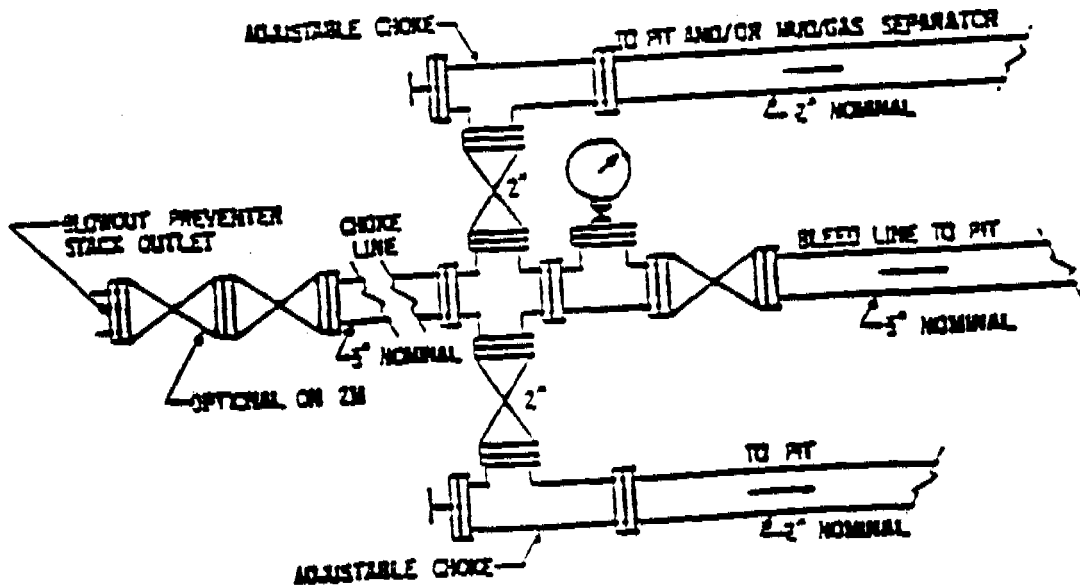 ADJUSTABLE CHOKE
TO PIT AND/OR MUD/GAS SEPARATOR
2" NOMINAL
2"
BLOWOUT PREVENTER
STACK OUTLET
CHOKE
LINE
BLEED LINE TO PIT
3" NOMINAL
3" NOMINAL
OPTIONAL ON 2M
2"
TO PIT
2" NOMINAL
ADJUSTABLE CHOKE